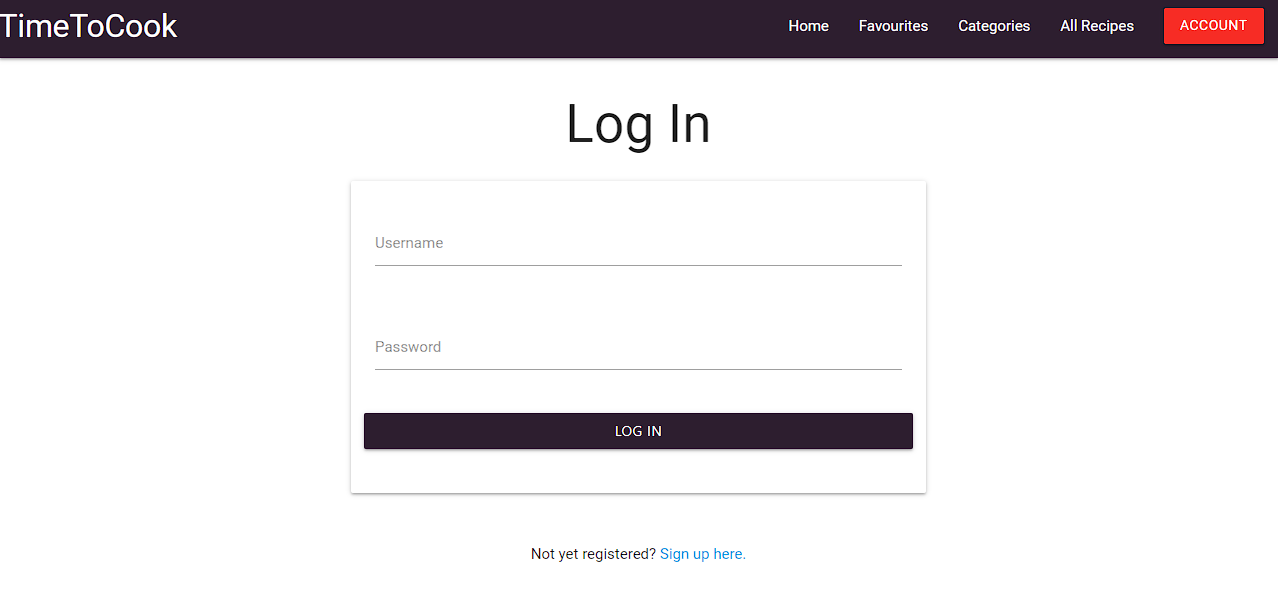 TimeToCook Home Favourites Categories All Recipes ACCOUNT
Log In
Username
Password
LOG IN
Not yet registered? Sign up here.